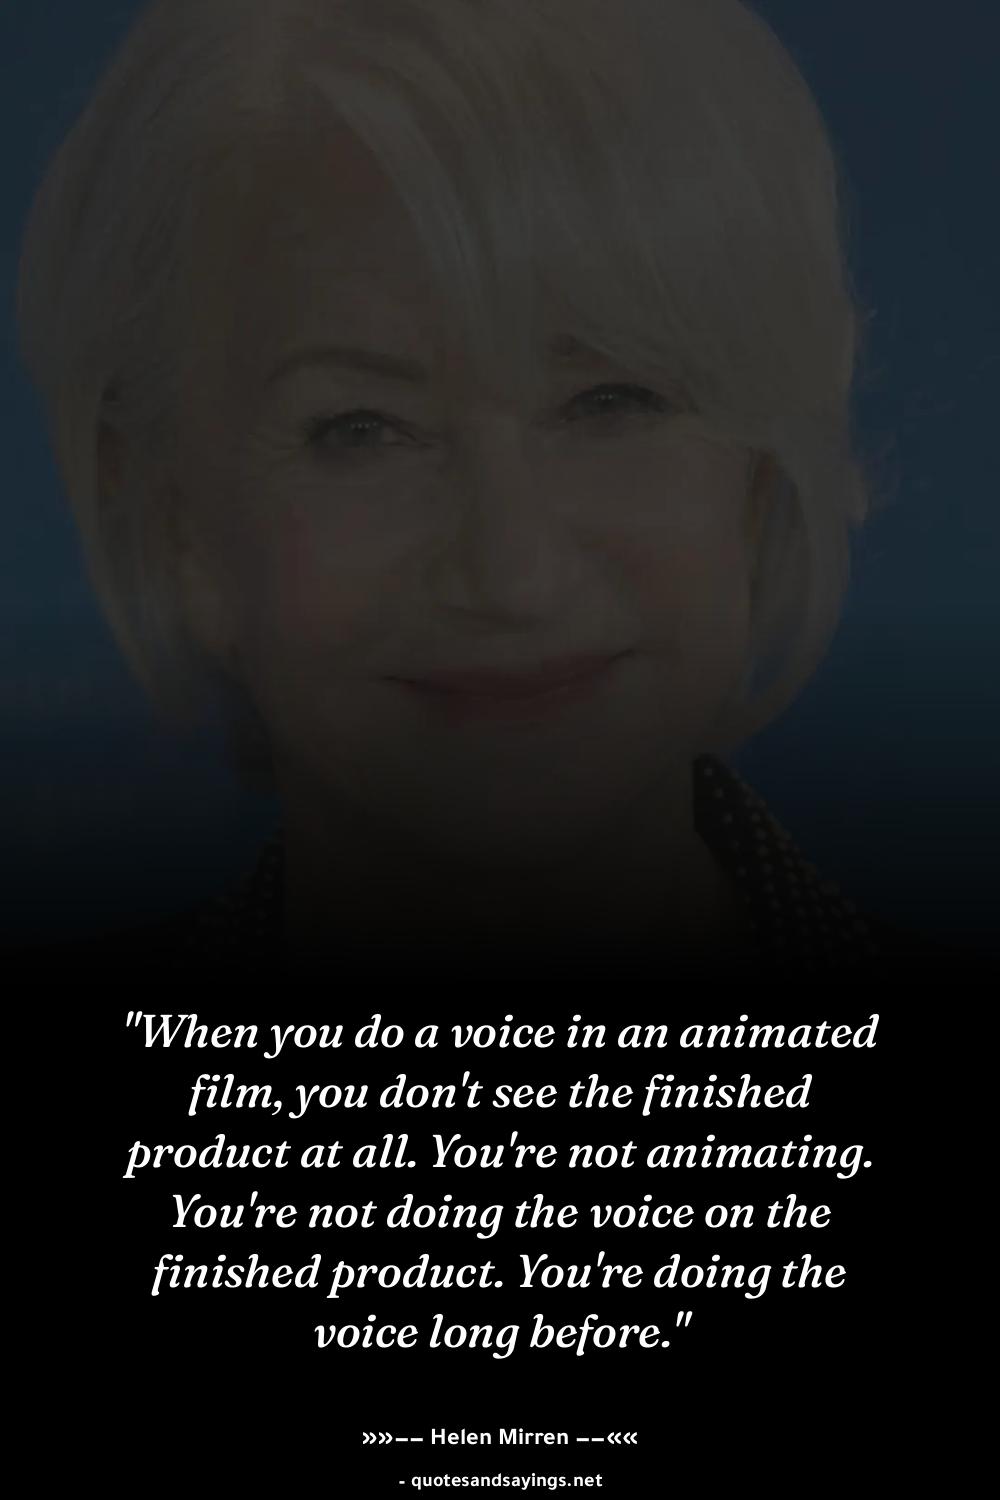 "When you do a voice in an animated
film, you don't see the finished
product at all. You're not animating.
You're not doing the voice on the
finished product. You're doing the
voice long before."
»»−− Helen Mirren −−««
- quotesandsayings.net